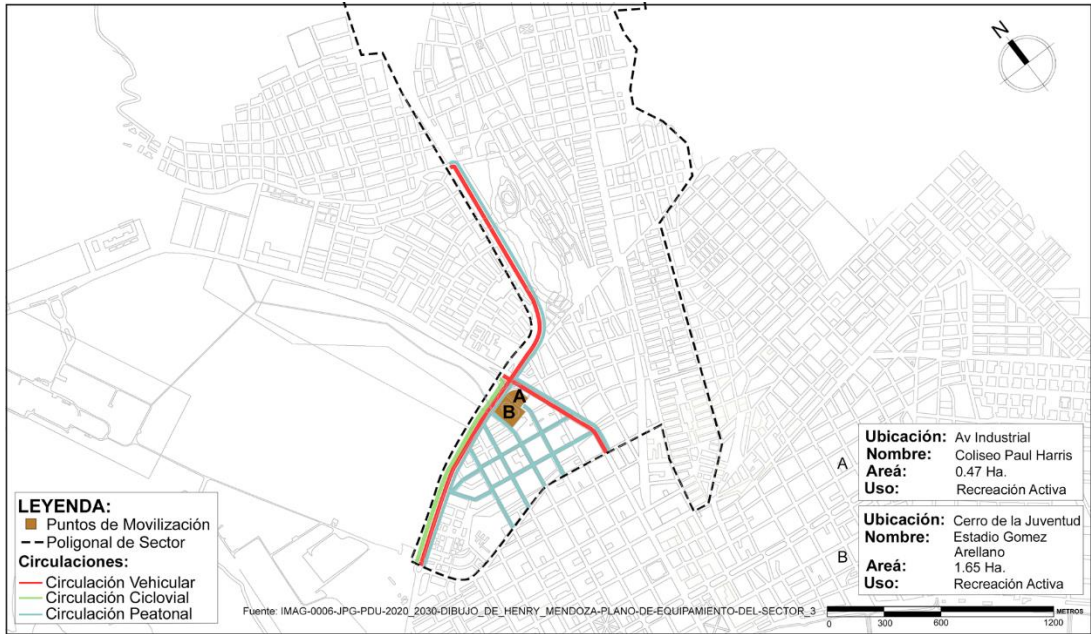 N
A
B
A
Ubicación: Av Industrial
Nombre: Coliseo Paul Harris
Areá: 0.47 Ha.
Uso: Recreación Activa
B
Ubicación: Cerro de la Juventud
Nombre: Estadio Gomez
Arellano
Areá: 1.65 Ha.
Uso: Recreación Activa
LEYENDA:
Puntos de Movilización
Poligonal de Sector
Circulaciones:
Circulación Vehicular
Circulación Ciclovial
Circulación Peatonal
Fuente: IMAG-0006-JPG-PDU-2020_2030-DIBUJO_DE_HENRY_MENDOZA-PLANO-DE-EQUIPAMIENTO-DEL-SECTOR_3
METROS
0 300 600 1200